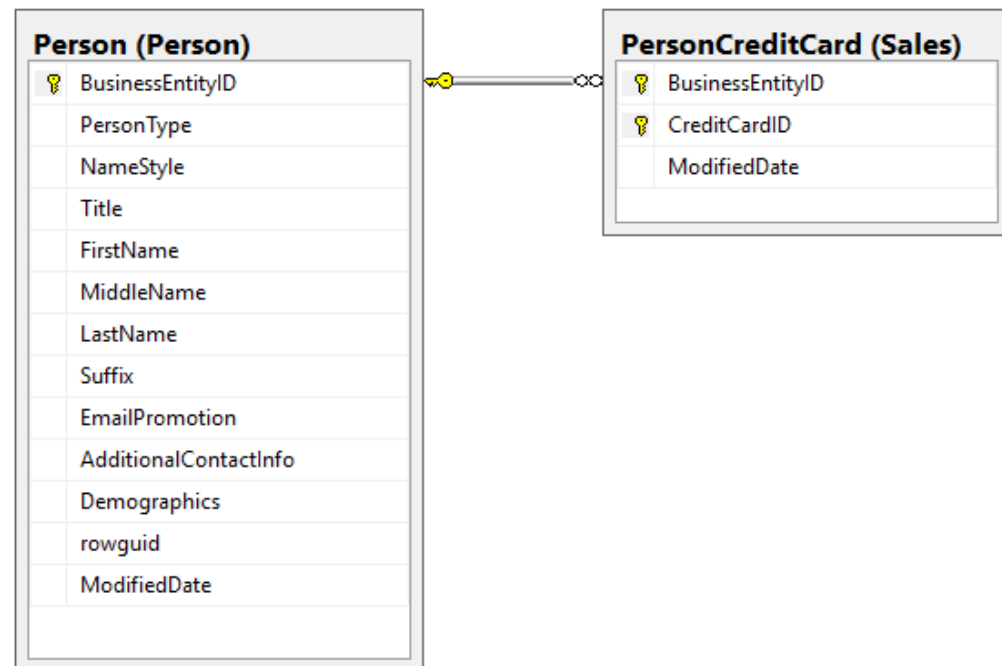 Person (Person)
BusinessEntityID
PersonType
NameStyle
Title
FirstName
MiddleName
LastName
Suffix
EmailPromotion
AdditionalContactInfo
Demographics
rowguid
ModifiedDate
PersonCreditCard (Sales)
BusinessEntityID
CreditCardID
ModifiedDate